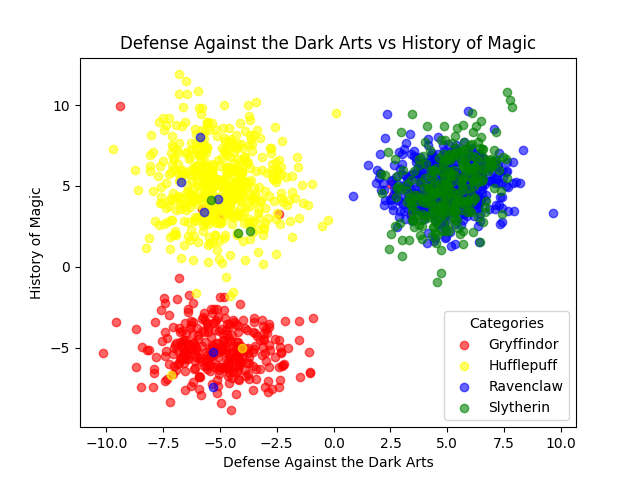 Defense Against the Dark Arts vs History of Magic
History of Magic
10
5
0
−5
Categories
Gryffindor
Hufflepuff
Ravenclaw
Slytherin
−10.0 −7.5 −5.0 −2.5 0.0 2.5 5.0 7.5 10.0
Defense Against the Dark Arts